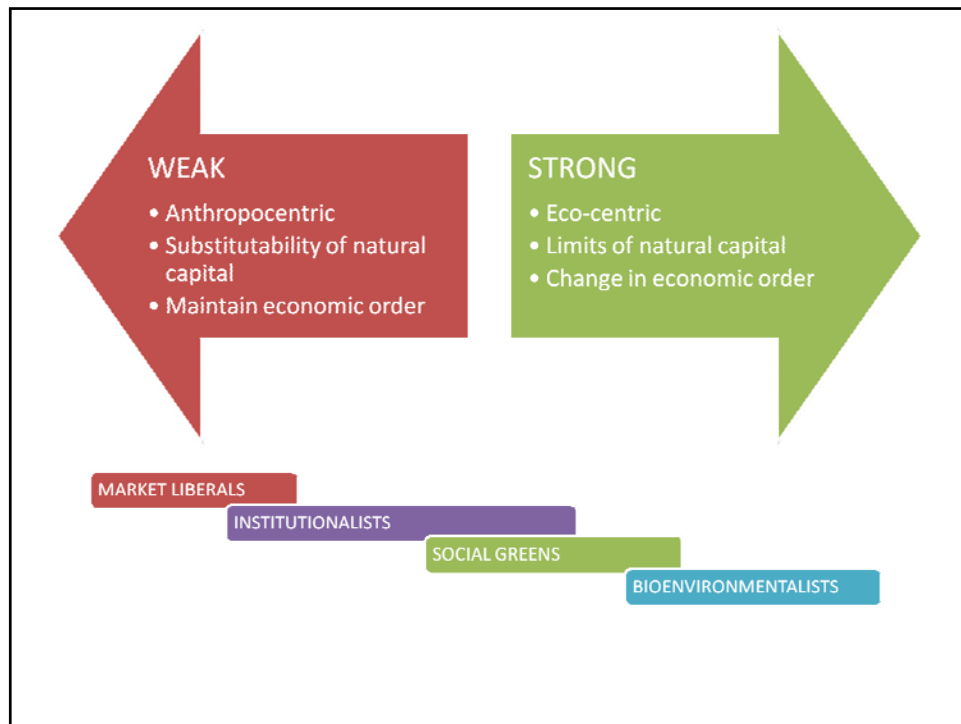 WEAK
• Anthropocentric
• Substitutability of natural
capital
• Maintain economic order
STRONG
• Eco-centric
• Limits of natural capital
• Change in economic order
MARKET LIBERALS
INSTITUTIONALISTS
SOCIAL GREENS
BIOENVIRONMENTALISTS